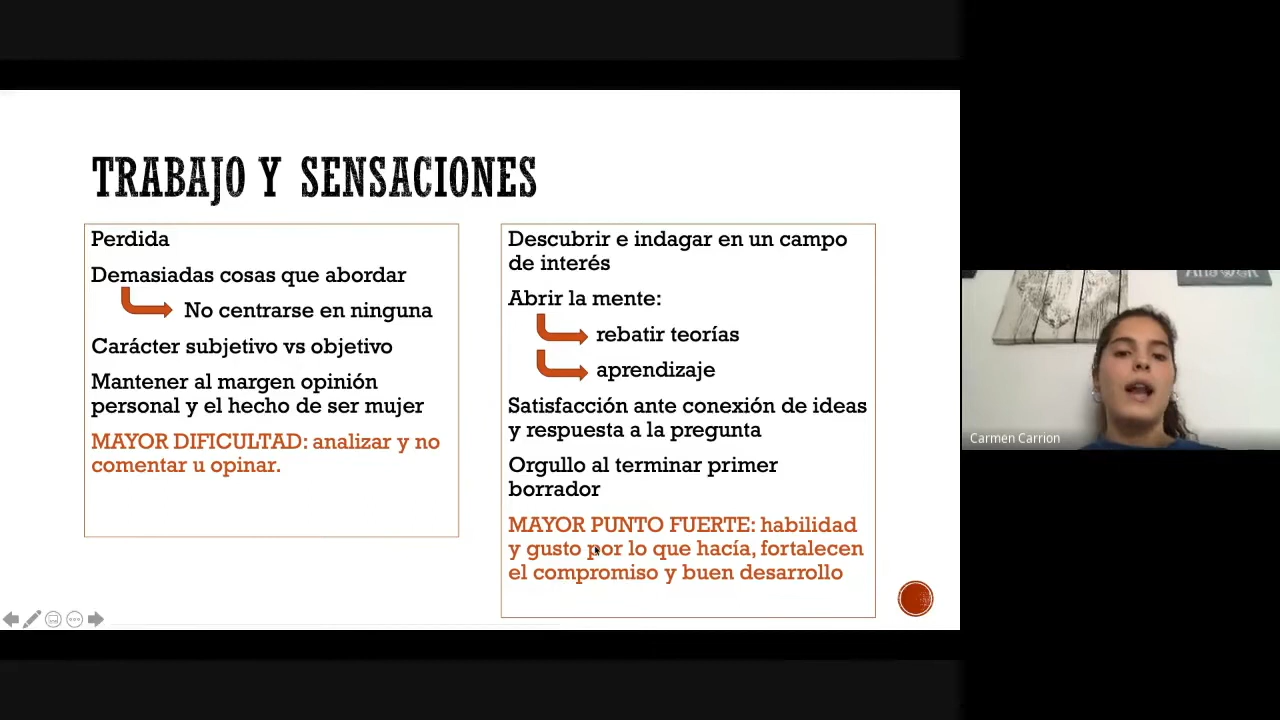 TRABAJO Y SENSACIONES
Perdida
Demasiadas cosas que abordar
No centrarse en ninguna
Carácter subjetivo vs objetivo
Mantener al margen opinión
personal y el hecho de ser mujer
MAYOR DIFICULTAD: analizar y no
comentar u opinar.
Descubrir e indagar en un campo
de interés
Abrir la mente:
rebatir teorías
aprendizaje
Satisfacción ante conexión de ideas
y respuesta a la pregunta
Orgullo al terminar primer
borrador
MAYOR PUNTO FUERTE: habilidad
y gusto por lo que hacía, fortalecen
el compromiso y buen desarrollo
Carmen Carrion